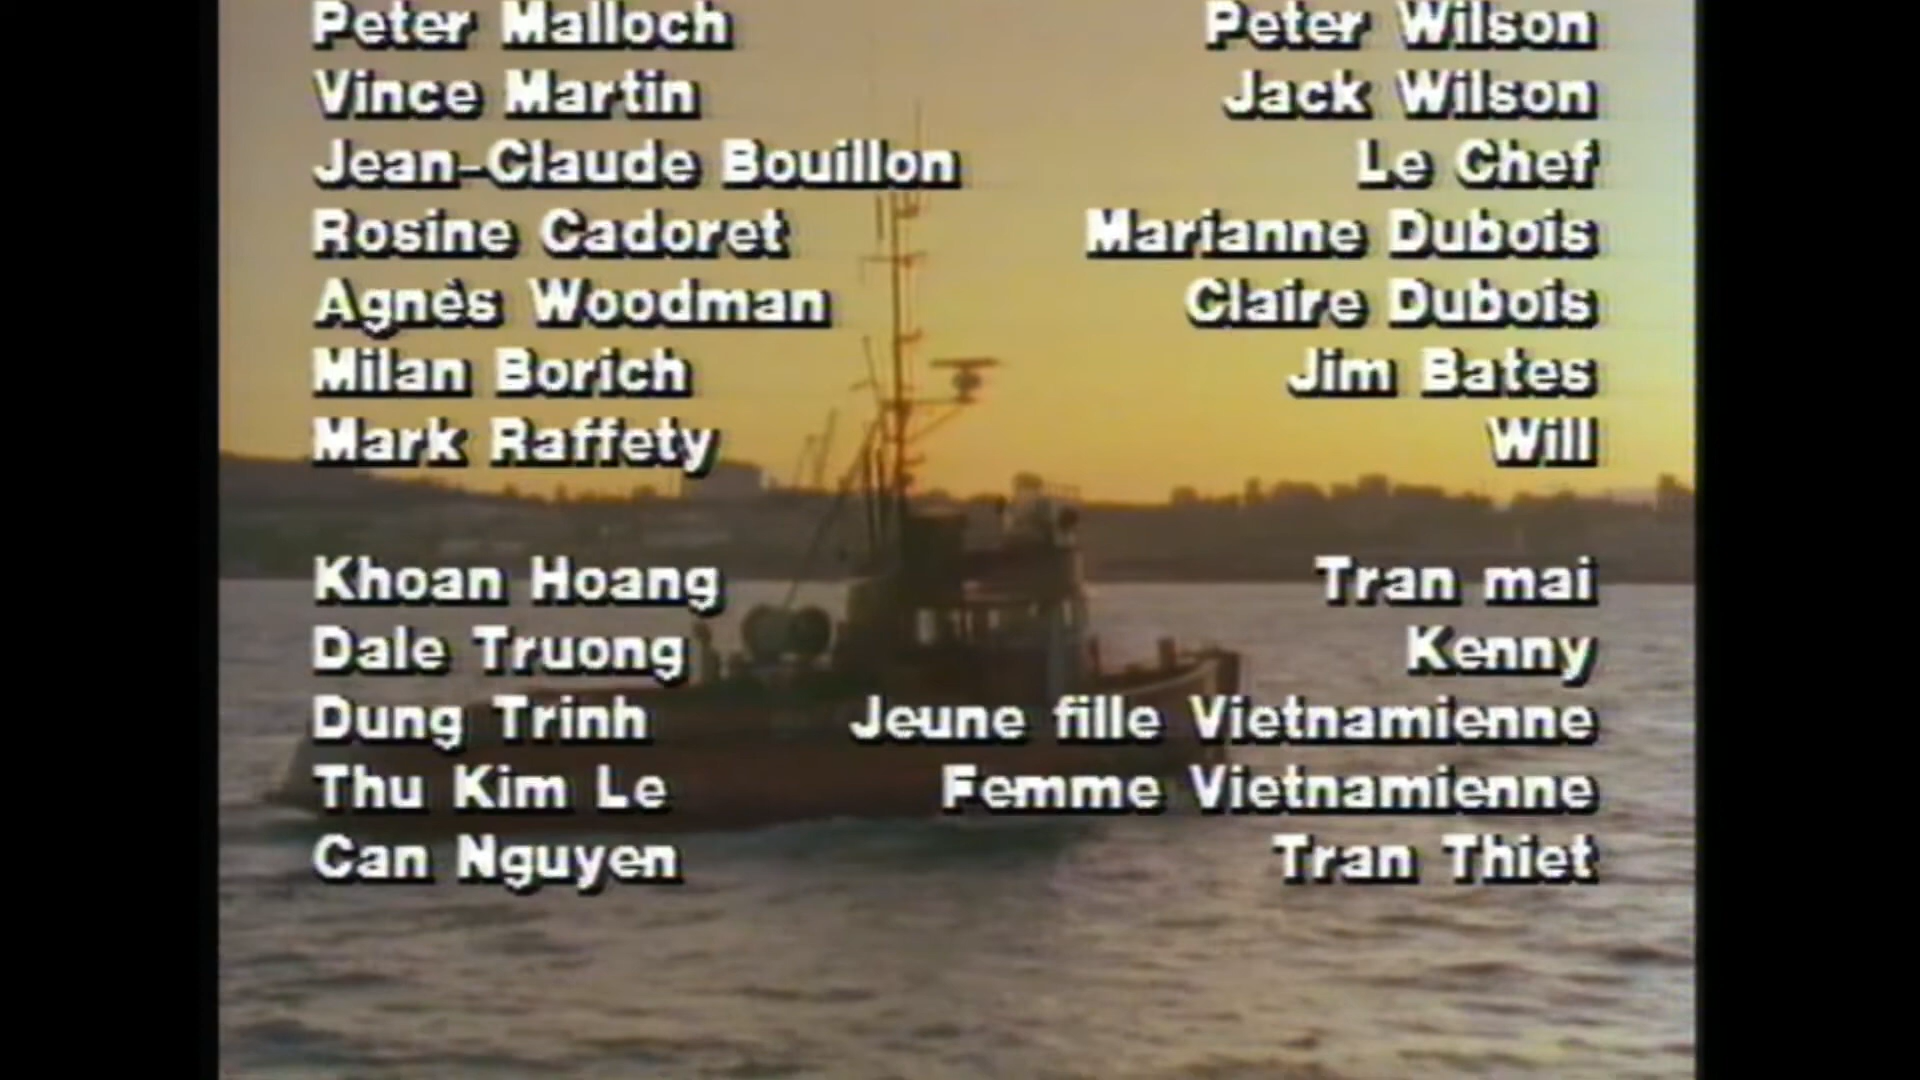 Peter Malloch Peter Wilson
Vince Martin Jack Wilson
Jean-Claude Bouillon Le Chef
Rosine Cadoret Marianne Dubois
Agnès Woodman Claire Dubois
Milan Borich Jim Bates
Mark Raffety Will
Khoan Hoang Tran mai
Dale Truong Kenny
Dung Trinh Jeune fille Vietnamienne
Thu Kim Le Femme Vietnamienne
Can Nguyen Tran Thiet